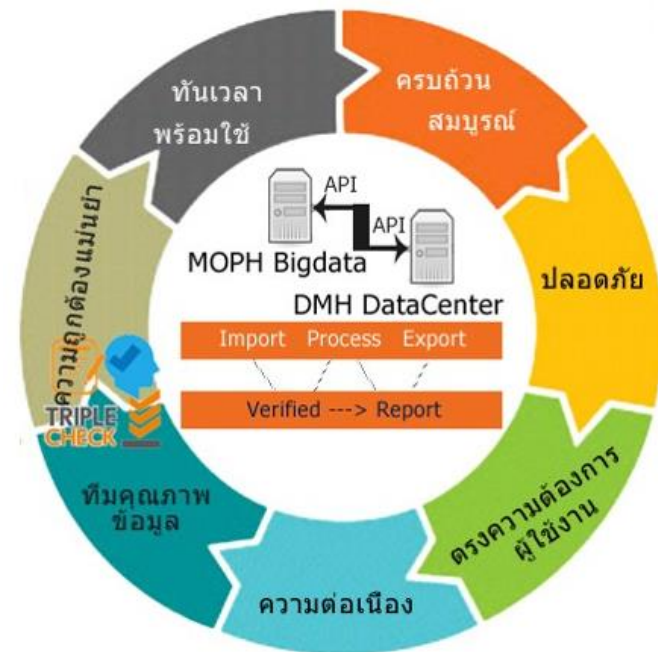 ทันเวลา
พร้อมใช้
ครบถ้วน
สมบูรณ์
ปลอดภัย
ตรงความต้องการ
ผู้ใช้งาน
ความต่อเนื่อง
ทีมคุณภาพ
ข้อมูล
ความถูกต้องแม่นยำ
TRIPLE
CHECK
API
API
MOPH Bigdata
DMH DataCenter
Import Process Export
Verified ---> Report